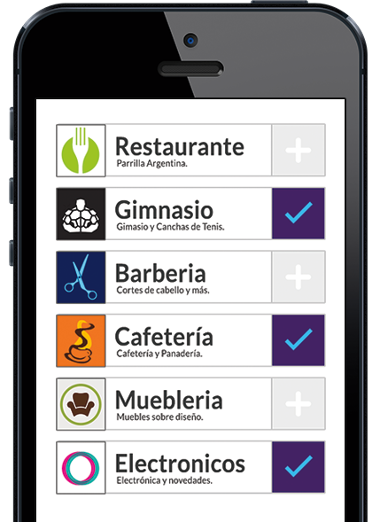 Restaurante
Parrilla Argentina.
Gimnasio
Gimasio y Canchas de Tenis.
Barberia
Cortes de cabello y más.
Cafetería
Cafetería y Panadería.
Muebleria
Muebles sobre diseño.
Electronicos
Electrónica y novedades.